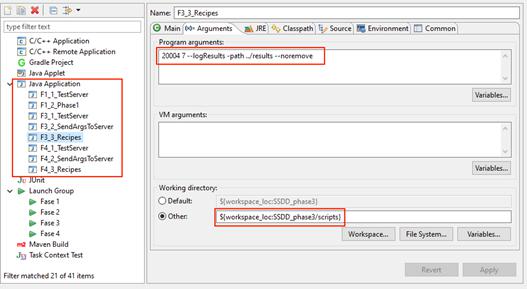 Name: F3_3_Recipes
type filter text
Main
Arguments
JRE
Classpath
Source
Environment
Common
C/C++ Application
C/C++ Remote Application
Gradle Project
Java Applet
Java Application
F1_1_TestServer
F1_2_Phase1
F3_1_TestServer
F3_2_SendArgsToServer
F3_3_Recipes
F4_1_TestServer
F4_2_SendArgsToServer
F4_3_Recipes
JUnit
Launch Group
Fase 1
Fase 2
Fase 3
Fase 4
Maven Build
Task Context Test
Filter matched 21 of 41 items
Program arguments:
20004 7 --logResults -path ../results --noremove
Variables...
VM arguments:
Variables...
Working directory:
Default:
${workspace_loc:SSDD_phase3}
Other:
${workspace_loc:SSDD_phase3/scripts}
Workspace...
File System...
Variables...
Revert
Apply